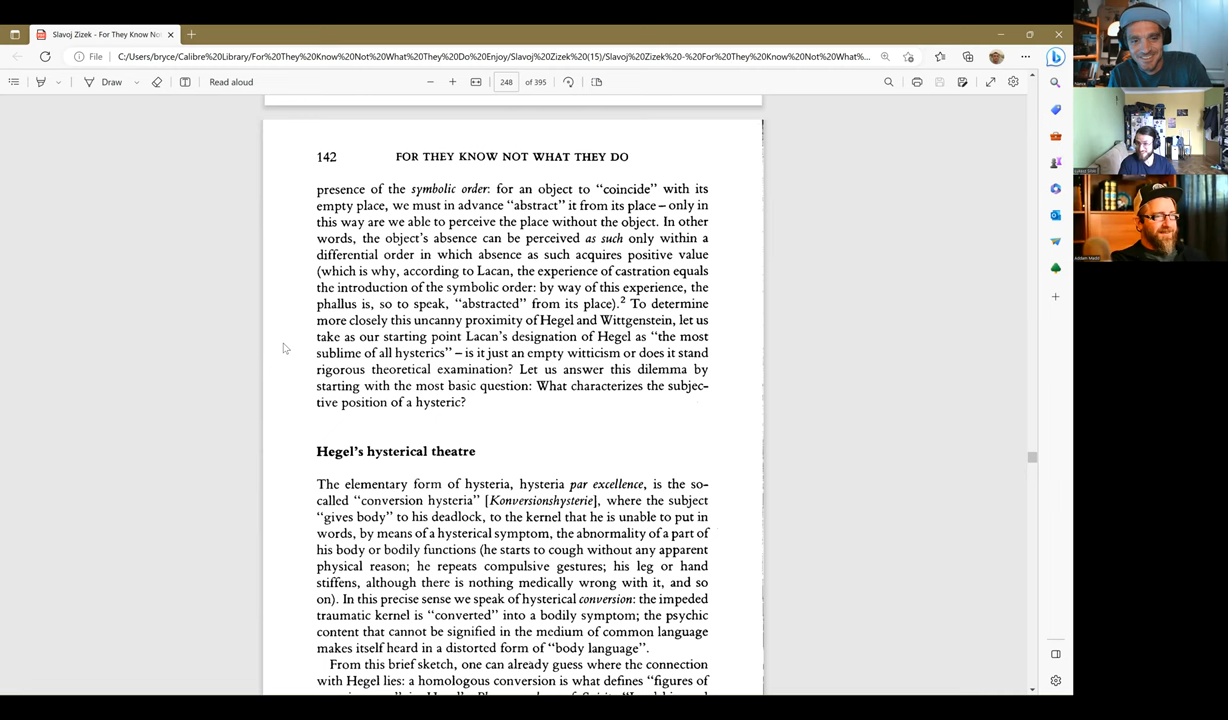 Slavoj Zizek - For They Know No
File
C:/Users/bryce/Calibre%20Library/For%20They%20Know%20Not%20What%20They%20Do%20Enjoy/Slavoj%20Zizek%20(15)/Slavoj%20Zizek%20-%20For%20They%20Know%20Not%20What%...
Draw
Read aloud
248 of 395
142 FOR THEY KNOW NOT WHAT THEY DO
presence of the symbolic order: for an object to “coincide” with its
empty place, we must in advance “abstract” it from its place – only in
this way are we able to perceive the place without the object. In other
words, the object's absence can be perceived as such only within a
differential order in which absence as such acquires positive value
(which is why, according to Lacan, the experience of castration equals
the introduction of the symbolic order: by way of this experience, the
phallus is, so to speak, “abstracted” from its place).² To determine
more closely this uncanny proximity of Hegel and Wittgenstein, let us
take as our starting point Lacan's designation of Hegel as “the most
sublime of all hysterics” – is it just an empty witticism or does it stand
rigorous theoretical examination? Let us answer this dilemma by
starting with the most basic question: What characterizes the subjec-
tive position of a hysteric?
Hegel's hysterical theatre
The elementary form of hysteria, hysteria par excellence, is the so-
called “conversion hysteria” [Konversionshysterie], where the subject
“gives body” to his deadlock, to the kernel that he is unable to put in
words, by means of a hysterical symptom, the abnormality of a part of
his body or bodily functions (he starts to cough without any apparent
physical reason; he repeats compulsive gestures; his leg or hand
stiffens, although there is nothing medically wrong with it, and so
on). In this precise sense we speak of hysterical conversion: the impeded
traumatic kernel is “converted” into a bodily symptom; the psychic
content that cannot be signified in the medium of common language
makes itself heard in a distorted form of “body language”.
From this brief sketch, one can already guess where the connection
with Hegel lies: a homologous conversion is what defines “figures of